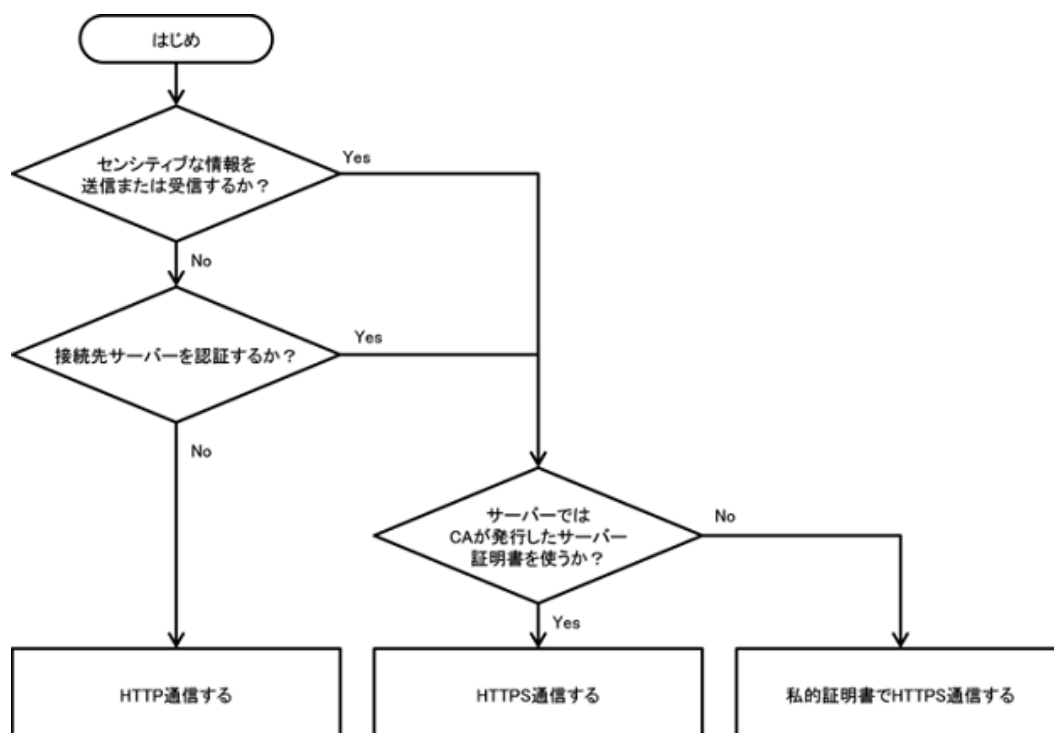 はじめ
センシティブな情報を
送信または受信するか？
Yes
No
接続先サーバーを認証するか？
Yes
No
サーバーでは
CAが発行したサーバー
証明書を使うか？
No
Yes
HTTP通信する
HTTPS通信する
私的証明書でHTTPS通信する